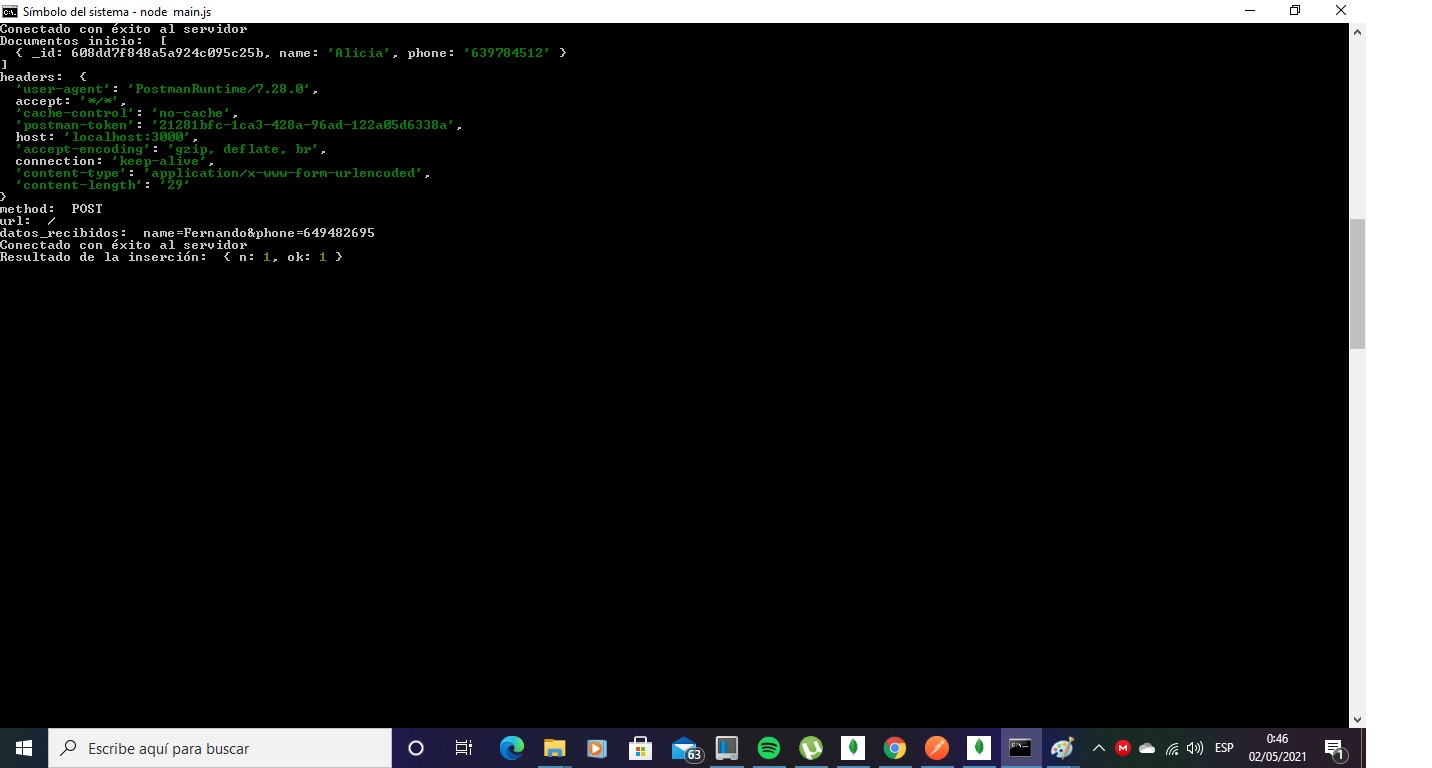 Símbolo del sistema - node  main.js
Conectado con éxito al servidor
Documentos inicio:  [
  { _id: 608dd7f848a5a924c095c25b, name: 'Alicia', phone: '639784512' }
]
headers:  {
  'user-agent': 'PostmanRuntime/7.28.0',
  accept: '*/*',
  'cache-control': 'no-cache',
  'postman-token': '21281bfc-1ca3-428a-96ad-122a05d6338a',
  host: 'localhost:3000',
  'accept-encoding': 'gzip, deflate, br',
  connection: 'keep-alive',
  'content-type': 'application/x-www-form-urlencoded',
  'content-length': '29'
}
method:  POST
url:  /
datos_recibidos:  name=Fernando&phone=649482695
Conectado con éxito al servidor
Resultado de la inserción:  { n: 1, ok: 1 }
Escribe aquí para buscar
63
ESP
0:46
02/05/2021
1